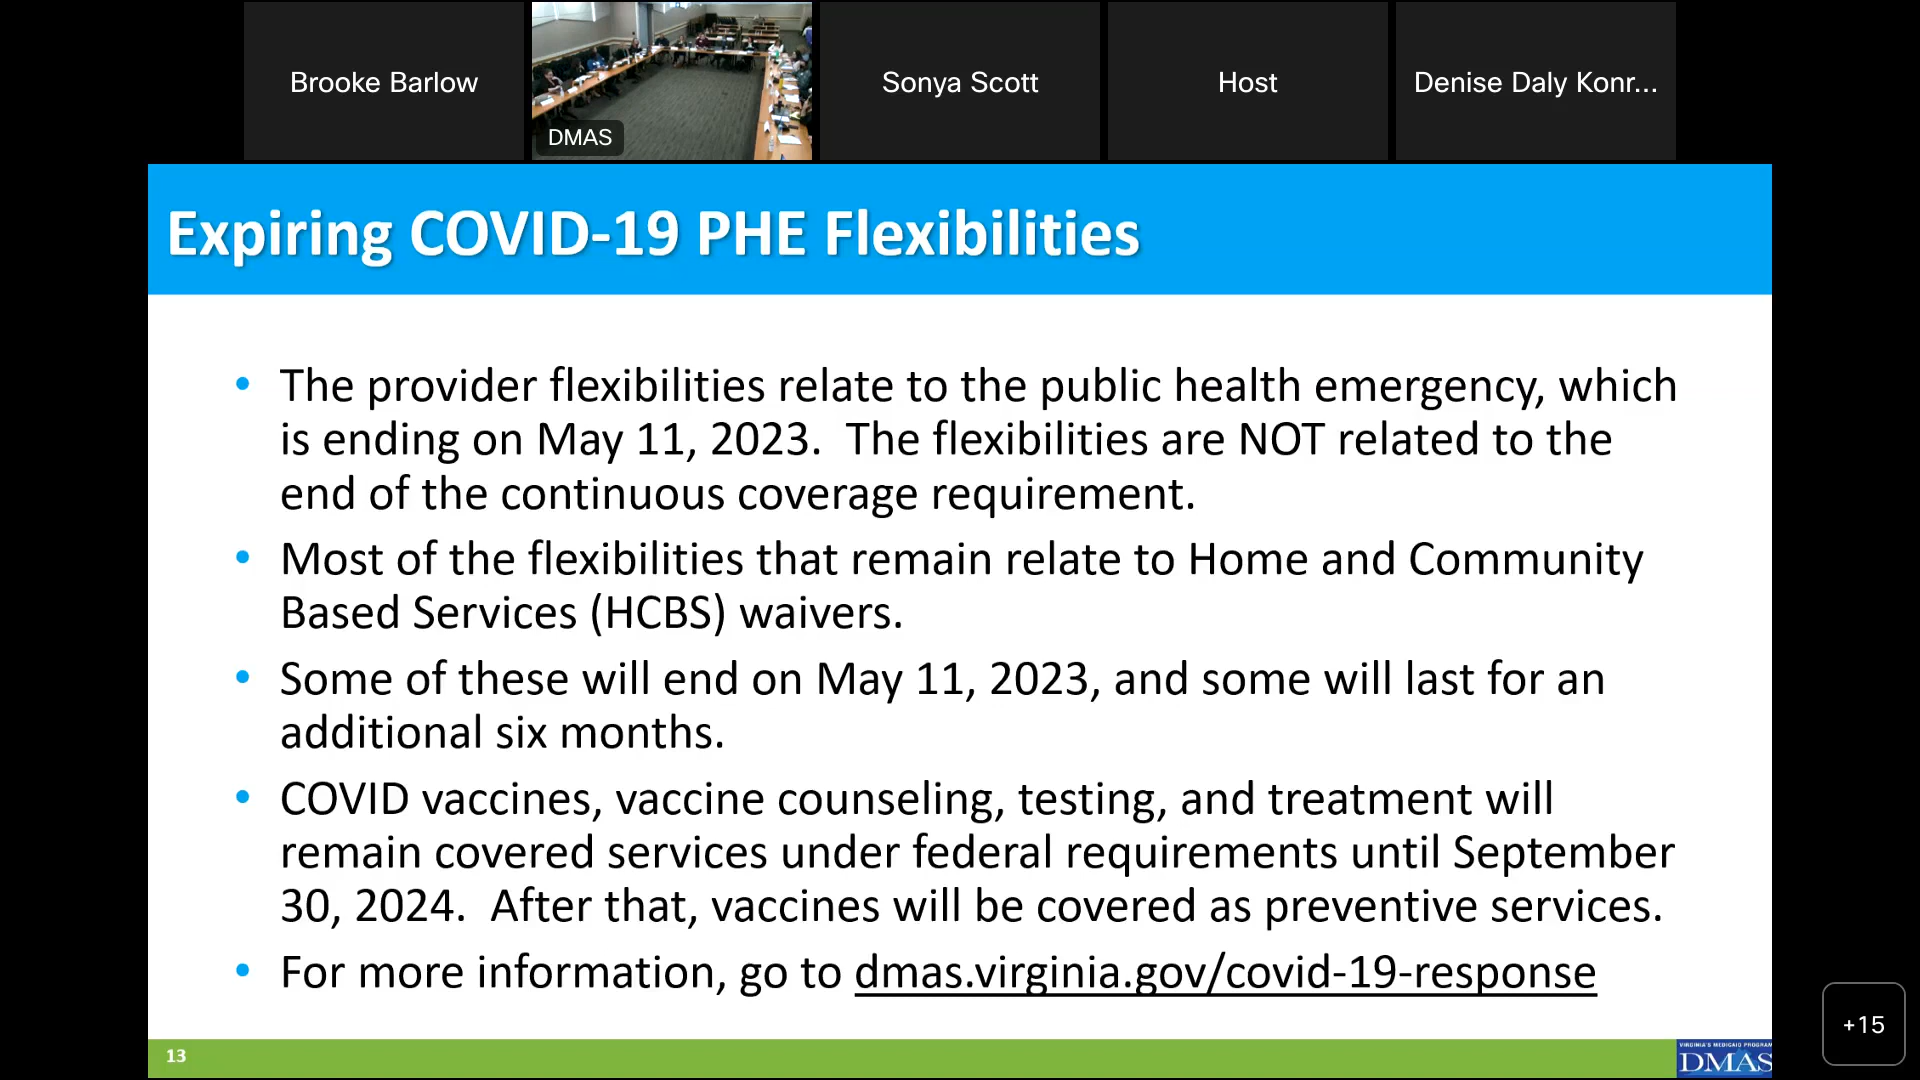 Brooke Barlow
DMAS
Sonya Scott
Host
Denise Daly Konr...
Expiring COVID-19 PHE Flexibilities
• The provider flexibilities relate to the public health emergency, which
is ending on May 11, 2023.  The flexibilities are NOT related to the
end of the continuous coverage requirement.
• Most of the flexibilities that remain relate to Home and Community
Based Services (HCBS) waivers.
• Some of these will end on May 11, 2023, and some will last for an
additional six months.
• COVID vaccines, vaccine counseling, testing, and treatment will
remain covered services under federal requirements until September
30, 2024.  After that, vaccines will be covered as preventive services.
• For more information, go to dmas.virginia.gov/covid-19-response
+15
13
VIRGINIA'S MEDICAID PROGRAM
DMAS